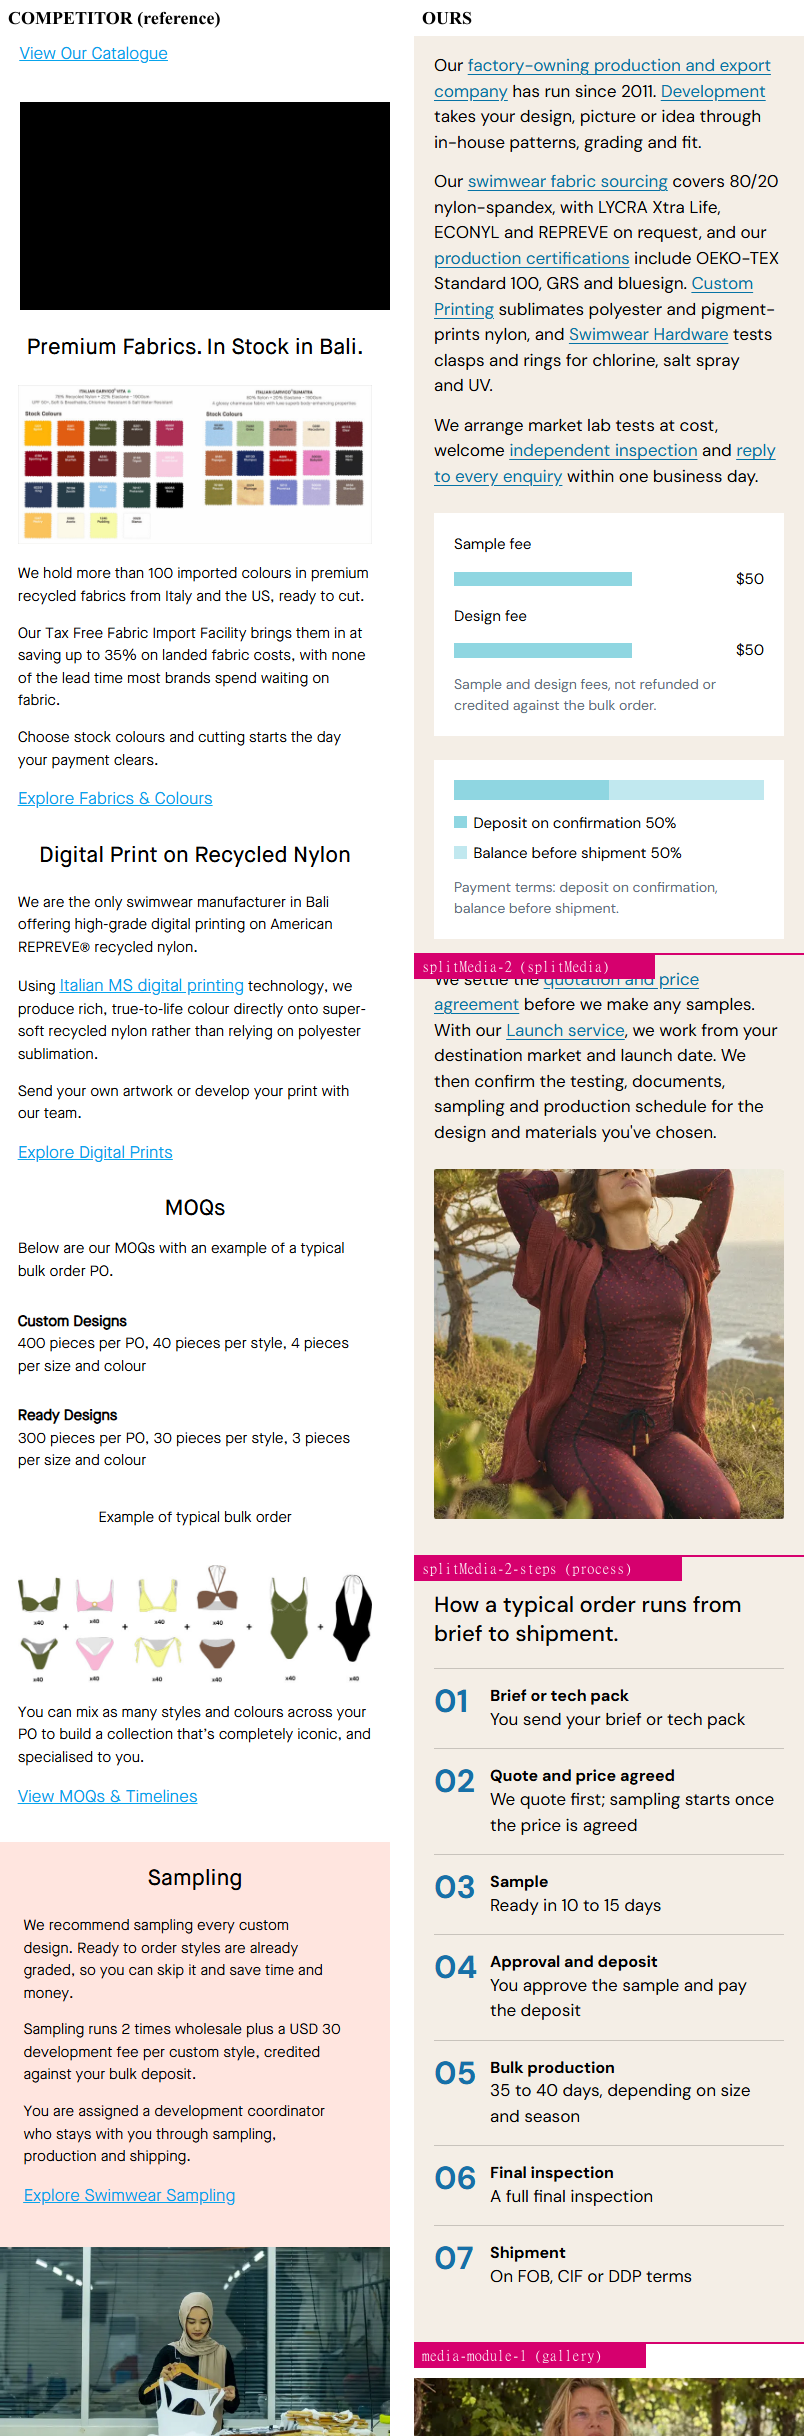 COMPETITOR (reference)
View Our Catalogue
Premium Fabrics. In Stock in Bali.
Stock Colours
Stock Colours
We hold more than 100 imported colours in premium
recycled fabrics from Italy and the US, ready to cut.
Our Tax Free Fabric Import Facility brings them in at
saving up to 35% on landed fabric costs, with none
of the lead time most brands spend waiting on
fabric.
Choose stock colours and cutting starts the day
your payment clears.
Explore Fabrics & Colours
Digital Print on Recycled Nylon
We are the only swimwear manufacturer in Bali
offering high-grade digital printing on American
REPREVE® recycled nylon.
Using Italian MS digital printing technology, we
produce rich, true-to-life colour directly onto super-
soft recycled nylon rather than relying on polyester
sublimation.
Send your own artwork or develop your print with
our team.
Explore Digital Prints
MOQs
Below are our MOQs with an example of a typical
bulk order PO.
Custom Designs
400 pieces per PO, 40 pieces per style, 4 pieces
per size and colour
Ready Designs
300 pieces per PO, 30 pieces per style, 3 pieces
per size and colour
Example of typical bulk order
x40 + x40 + x40 + x40 + +
x40 x40 x40 x40 x40 x40
You can mix as many styles and colours across your
PO to build a collection that's completely iconic, and
specialised to you.
View MOQs & Timelines
Sampling
We recommend sampling every custom
design. Ready to order styles are already
graded, so you can skip it and save time and
money.
Sampling runs 2 times wholesale plus a USD 30
development fee per custom style, credited
against your bulk deposit.
You are assigned a development coordinator
who stays with you through sampling,
production and shipping.
Explore Swimwear Sampling
OURS
Our factory-owning production and export
company has run since 2011. Development
takes your design, picture or idea through
in-house patterns, grading and fit.
Our swimwear fabric sourcing covers 80/20
nylon-spandex, with LYCRA Xtra Life,
ECONYL and REPREVE on request, and our
production certifications include OEKO-TEX
Standard 100, GRS and bluesign. Custom
Printing sublimates polyester and pigment-
prints nylon, and Swimwear Hardware tests
clasps and rings for chlorine, salt spray
and UV.
We arrange market lab tests at cost,
welcome independent inspection and reply
to every enquiry within one business day.
Sample fee
$50
Design fee
$50
Sample and design fees, not refunded or
credited against the bulk order.
Deposit on confirmation 50%
Balance before shipment 50%
Payment terms: deposit on confirmation,
balance before shipment.
splitMedia-2 (splitMedia)
We settle the quotation and price
agreement before we make any samples.
With our Launch service, we work from your
destination market and launch date. We
then confirm the testing, documents,
sampling and production schedule for the
design and materials you've chosen.
splitMedia-2-steps (process)
How a typical order runs from
brief to shipment.
01 Brief or tech pack
You send your brief or tech pack
02 Quote and price agreed
We quote first; sampling starts once
the price is agreed
03 Sample
Ready in 10 to 15 days
04 Approval and deposit
You approve the sample and pay
the deposit
05 Bulk production
35 to 40 days, depending on size
and season
06 Final inspection
A full final inspection
07 Shipment
On FOB, CIF or DDP terms
media-module-1 (gallery)